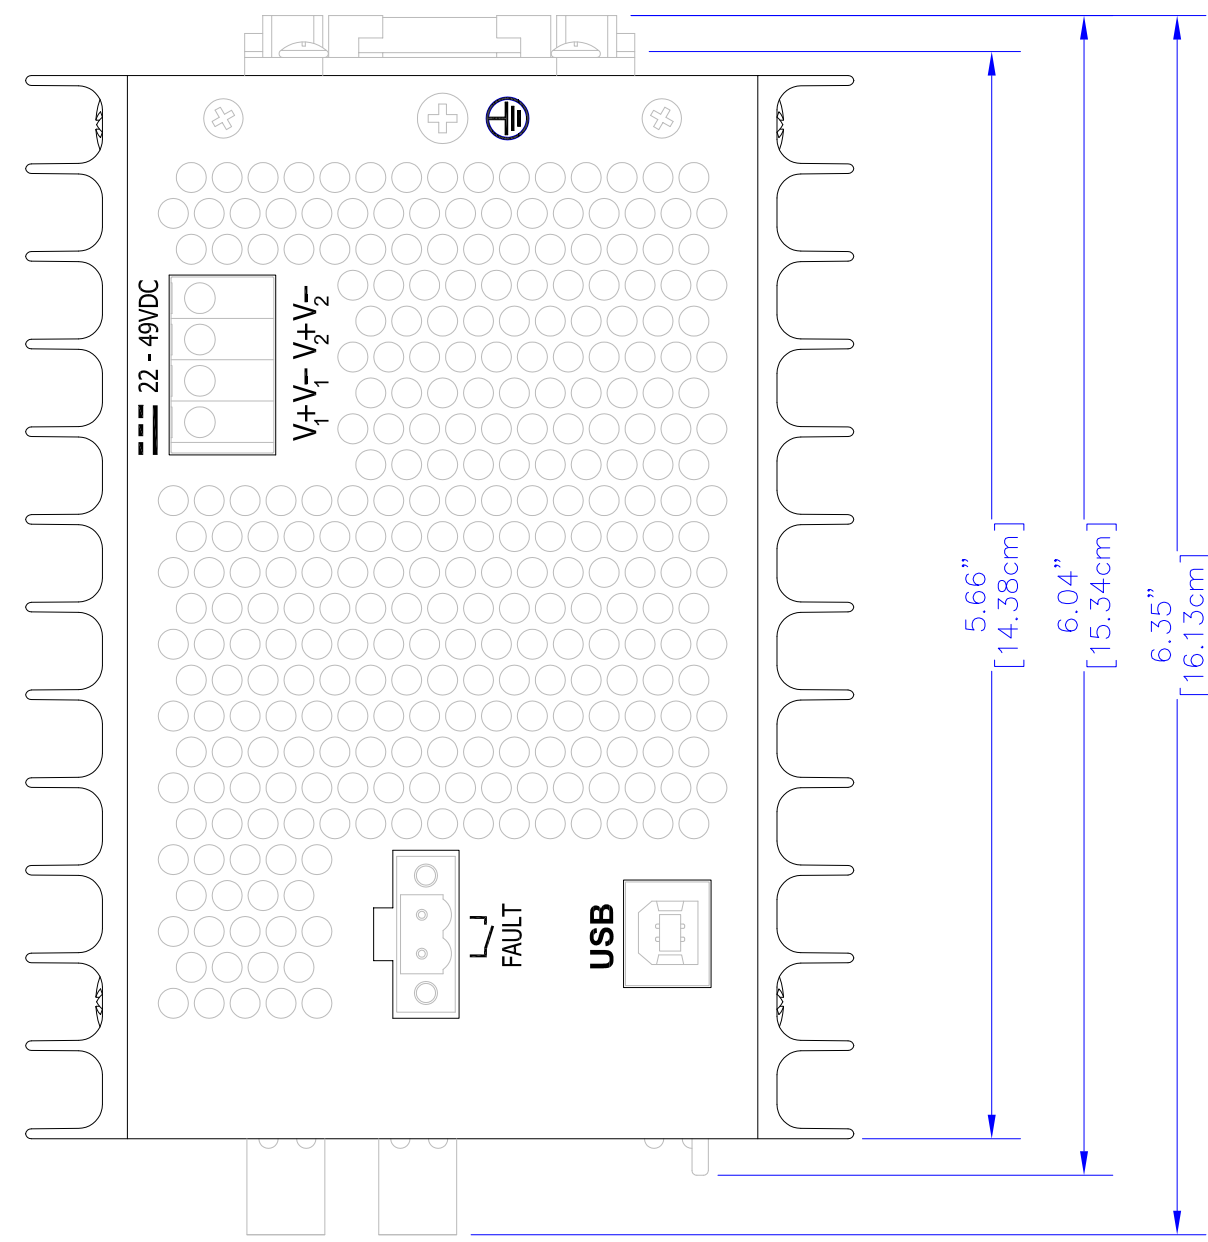 22 - 49VDC
V1+V1- V2+V2-
FAULT
USB
5.66”
[14.38cm]
6.04”
[15.34cm]
6.35”
[16.13cm]